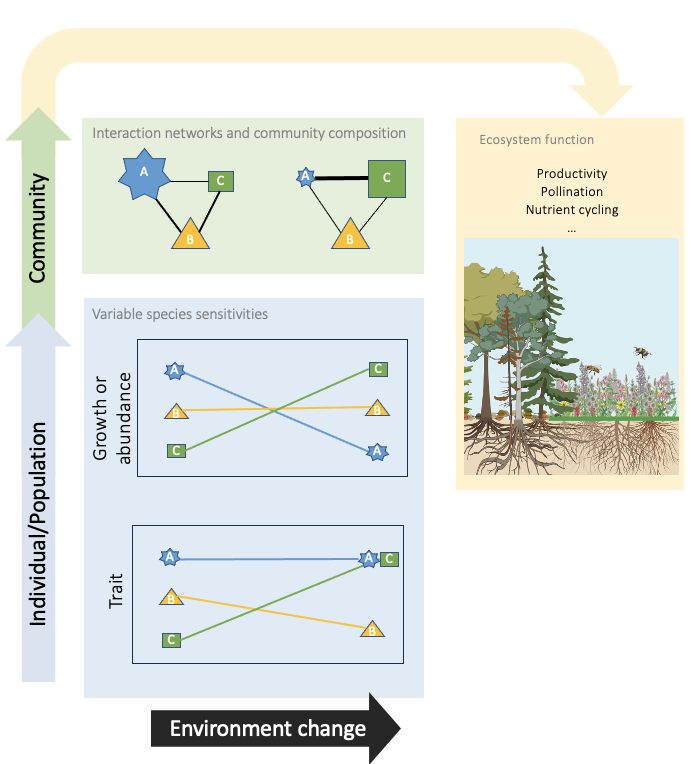 Interaction networks and community composition
A
C
B
A
C
B
Community
Ecosystem function
Productivity
Pollination
Nutrient cycling
...
Variable species sensitivities
Growth or
abundance
A
C
B
B
C
A
Individual/Population
Trait
A
A
C
B
B
C
Environment change